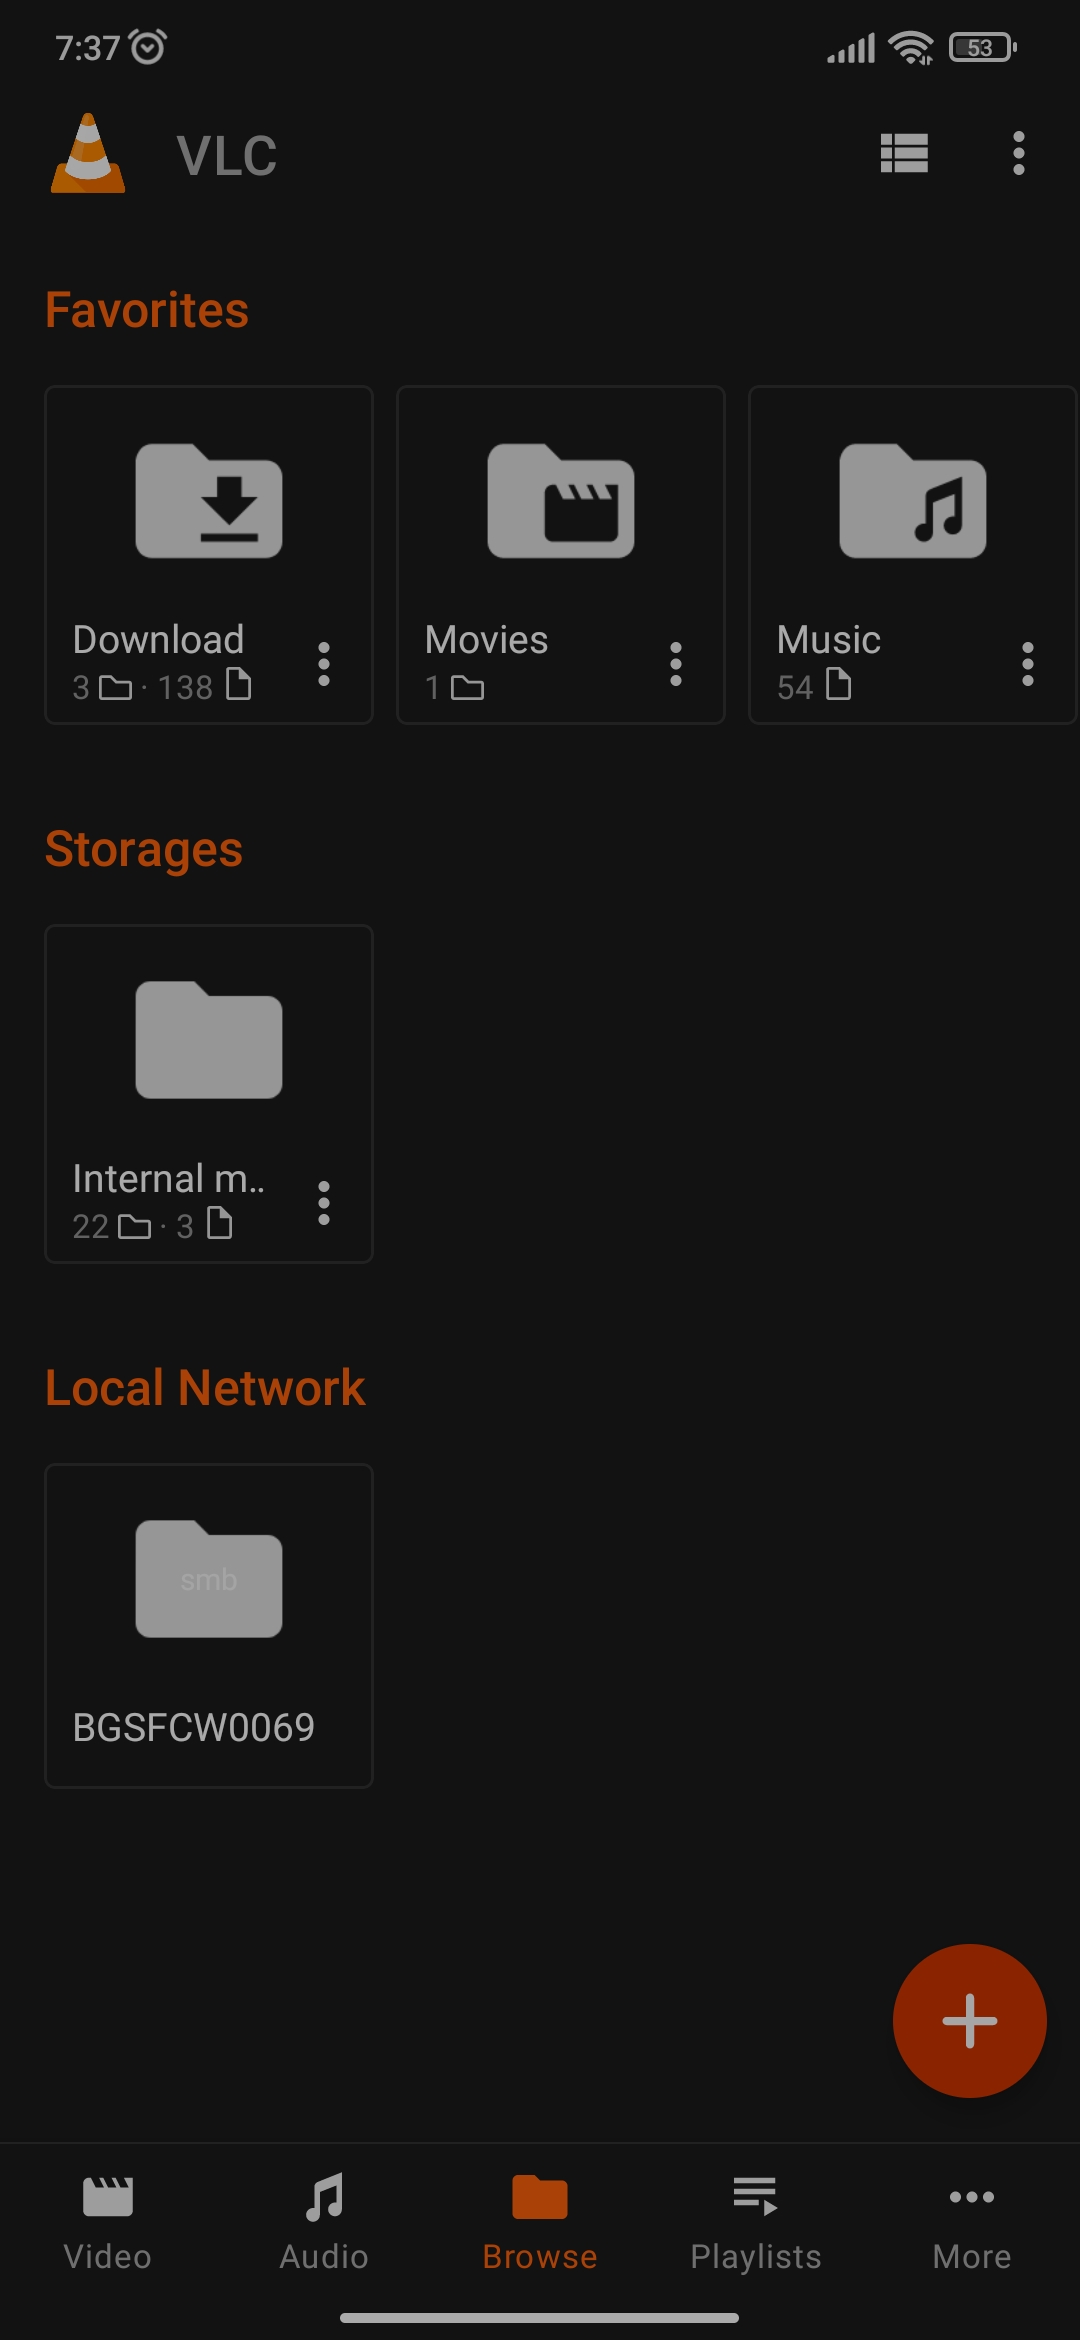 7:37 53
VLC
Favorites
Download Movies Music
3 · 138 1 54
Storages
Internal m..
22 · 3
Local Network
smb
BGSFCW0069
Video Audio Browse Playlists More